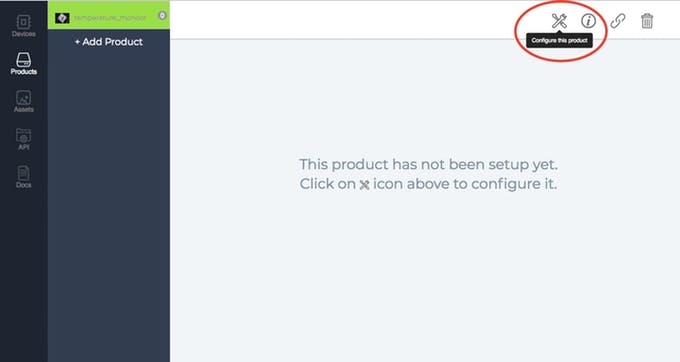 Devices
Products
Assets
API
Docs
temperature_monitor
0
+ Add Product
Configure this product
This product has not been setup yet.
Click on icon above to configure it.